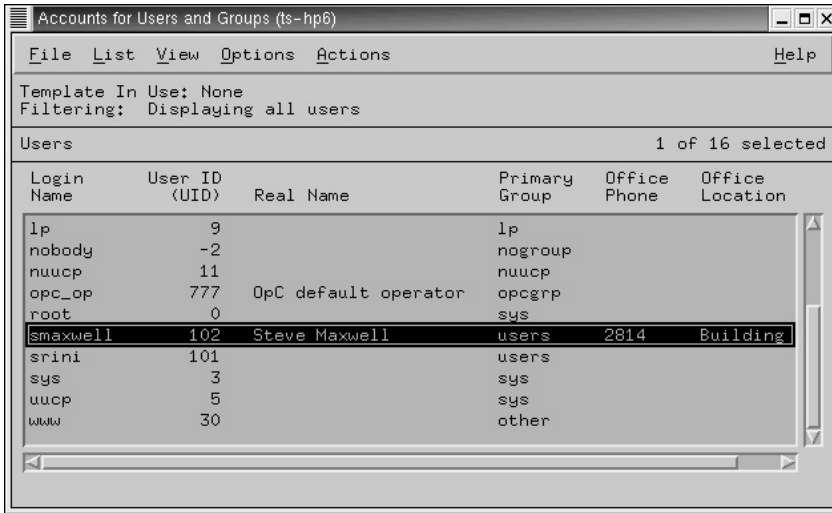 Accounts for Users and Groups (ts-hp6)
File List View Options Actions Help
Template In Use: None
Filtering: Displaying all users
Users 1 of 16 selected
Login User ID Primary Office Office
Name (UID) Real Name Group Phone Location
lp 9 lp
nobody -2 nogroup
nuucp 11 nuucp
opc_op 777 OpC default operator opcgrp
root 0 sys
smaxwell 102 Steve Maxwell users 2814 Building
srini 101 users
sys 3 sys
uucp 5 sys
www 30 other